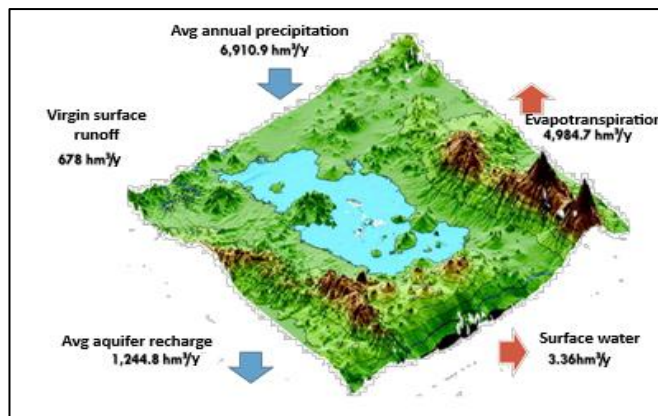 Avg annual precipitation
6,910.9 hm³/y
Virgin surface
runoff
678 hm³/y
Evapotranspiration
4,984.7 hm³/y
Avg aquifer recharge
1,244.8 hm³/y
Surface water
3.36hm³/y